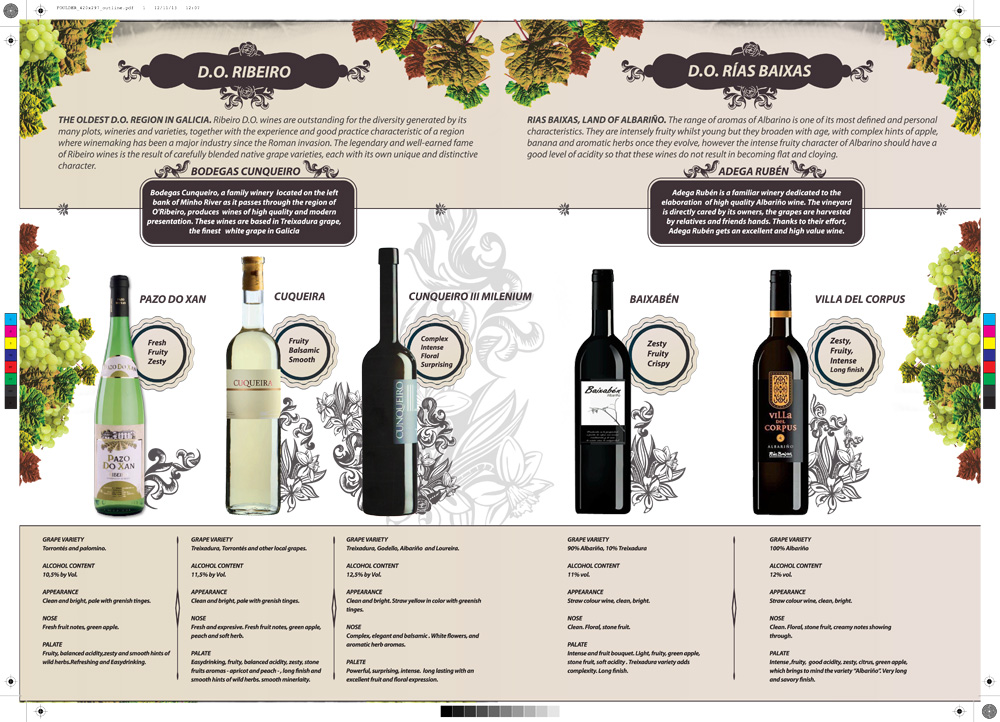 FOLDER_420x297_outline.pdf 1 12/11/13 12:07
D.O. RIBEIRO
THE OLDEST D.O. REGION IN GALICIA. Ribeiro D.O. wines are outstanding for the diversity generated by its
many plots, wineries and varieties, together with the experience and good practice characteristic of a region
where winemaking has been a major industry since the Roman invasion. The legendary and well-earned fame
of Ribeiro wines is the result of carefully blended native grape varieties, each with its own unique and distinctive
character.
BODEGAS CUNQUEIRO
Bodegas Cunqueiro, a family winery located on the left
bank of Minho River as it passes through the region of
O'Ribeiro, produces wines of high quality and modern
presentation. These wines are based in Treixadura grape,
the finest white grape in Galicia
D.O. RÍAS BAIXAS
RIAS BAIXAS, LAND OF ALBARIÑO. The range of aromas of Albarino is one of its most defined and personal
characteristics. They are intensely fruity whilst young but they broaden with age, with complex hints of apple,
banana and aromatic herbs once they evolve, however the intense fruity character of Albarino should have a
good level of acidity so that these wines do not result in becoming flat and cloying.
ADEGA RUBÉN
Adega Rubén is a familiar winery dedicated to the
elaboration of high quality Albariño wine. The vineyard
is directly cared by its owners, the grapes are harvested
by relatives and friends hands. Thanks to their effort,
Adega Rubén gets an excellent and high value wine.
PAZO DO XAN
Fresh
Fruity
Zesty
PAZO DO XAN
PAZO
DO XAN
CUQUEIRA
Fruity
Balsamic
Smooth
CUQUEIRA
CUNQUEIRO III MILENIUM
Complex
Intense
Floral
Surprising
CUNQUEIRO
BAIXABÉN
Zesty
Fruity
Crispy
Baixabén
Albariño
VILLA DEL CORPUS
Zesty,
Fruity,
Intense
Long finish
VILLA
DEL
CORPUS
ALBARIÑO
Rías Baixas
GRAPE VARIETY
Torrontés and palomino.
ALCOHOL CONTENT
10,5% by Vol.
APPEARANCE
Clean and bright, pale with grenish tinges.
NOSE
Fresh fruit notes, green apple.
PALATE
Fruity, balanced acidity,zesty and smooth hints of
wild herbs.Refreshing and Easydrinking.
GRAPE VARIETY
Treixadura, Torrontés and other local grapes.
ALCOHOL CONTENT
11,5% by Vol.
APPEARANCE
Clean and bright, pale with grenish tinges.
NOSE
Fresh and expresive. Fresh fruit notes, green apple,
peach and soft herb.
PALATE
Easydrinking, fruity, balanced acidity, zesty, stone
fruits aromas - apricot and peach - , long finish and
smooth hints of wild herbs, smooth minerlaity.
GRAPE VARIETY
Treixadura, Godello, Albariño and Loureira.
ALCOHOL CONTENT
12,5% by Vol.
APPEARANCE
Clean and bright. Straw yellow in color with greenish
tinges.
NOSE
Complex, elegant and balsamic . White flowers, and
aromatic herb aromas.
PALETE
Powerful, surprising, intense. long lasting with an
excellent fruit and floral expression.
GRAPE VARIETY
90% Albariño, 10% Treixadura
ALCOHOL CONTENT
11% vol.
APPEARANCE
Straw colour wine, clean, bright.
NOSE
Clean. Floral, stone fruit.
PALATE
Intense and fruit bouquet. Light, fruity, green apple,
stone fruit, soft acidity . Treixadura variety adds
complexity. Long finish.
GRAPE VARIETY
100% Albariño
ALCOHOL CONTENT
12% vol.
APPEARANCE
Straw colour wine, clean, bright.
NOSE
Clean. Floral, stone fruit, creamy notes showing
through.
PALATE
Intense ,fruity, good acidity, zesty, citrus, green apple,
which brings to mind the variety "Albariño". Very long
and savory finish.